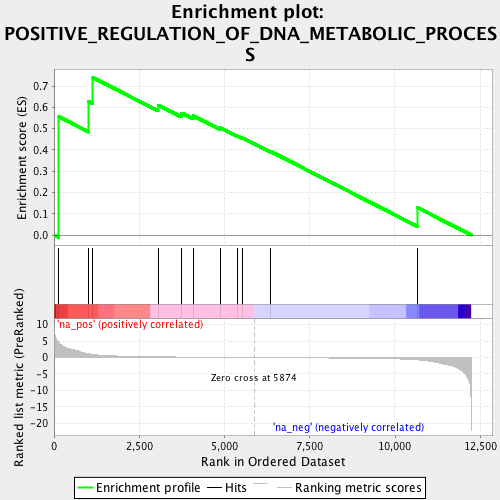 Enrichment plot:
POSITIVE_REGULATION_OF_DNA_METABOLIC_PROCES
S
Enrichment score (ES)
0.7
0.6
0.5
0.4
0.3
0.2
0.1
0.0
'na_pos' (positively correlated)
Ranked list metric (PreRanked)
10
5
0
-5
-10
-15
-20
Zero cross at 5874
'na_neg' (negatively correlated)
0
2,500
5,000
7,500
10,000
12,500
Rank in Ordered Dataset
Enrichment profile
Hits
Ranking metric scores